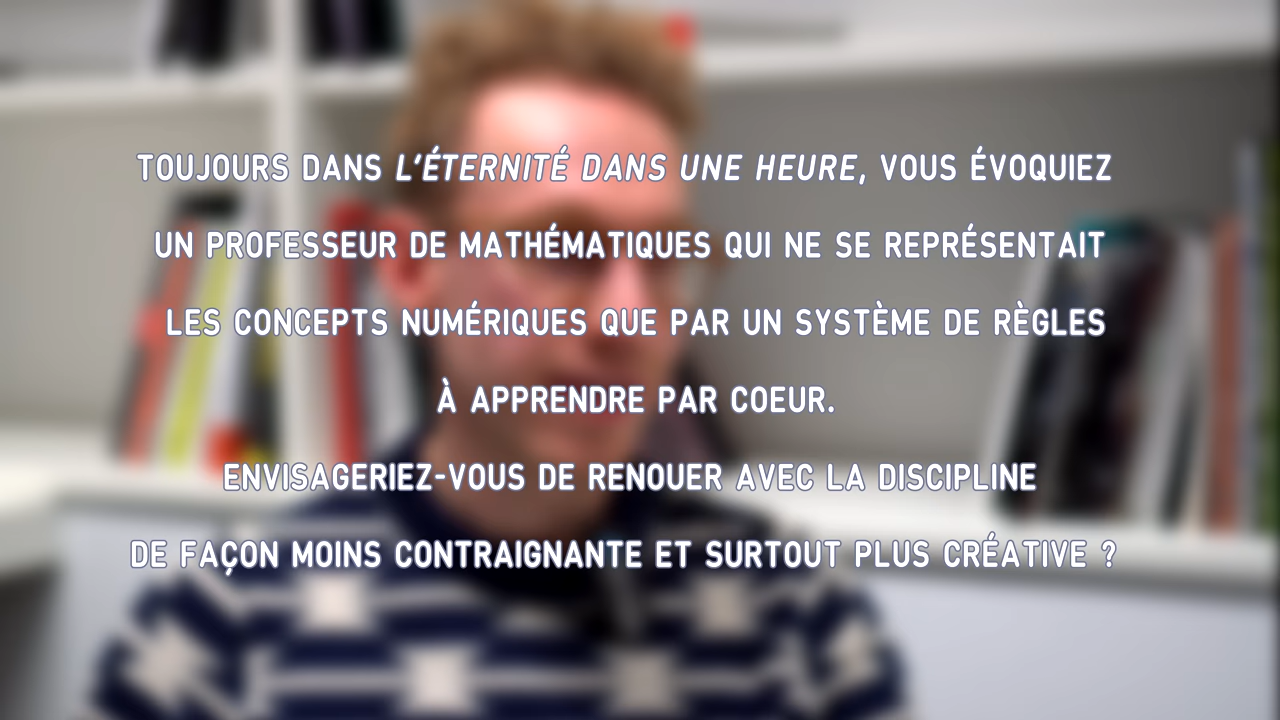 TOUJOURS DANS L'ÉTERNITÉ DANS UNE HEURE, VOUS ÉVOQUIEZ
UN PROFESSEUR DE MATHÉMATIQUES QUI NE SE REPRÉSENTAIT
LES CONCEPTS NUMÉRIQUES QUE PAR UN SYSTÈME DE RÈGLES
À APPRENDRE PAR COEUR.
ENVISAGERIEZ-VOUS DE RENOUER AVEC LA DISCIPLINE
DE FAÇON MOINS CONTRAIGNANTE ET SURTOUT PLUS CRÉATIVE ?